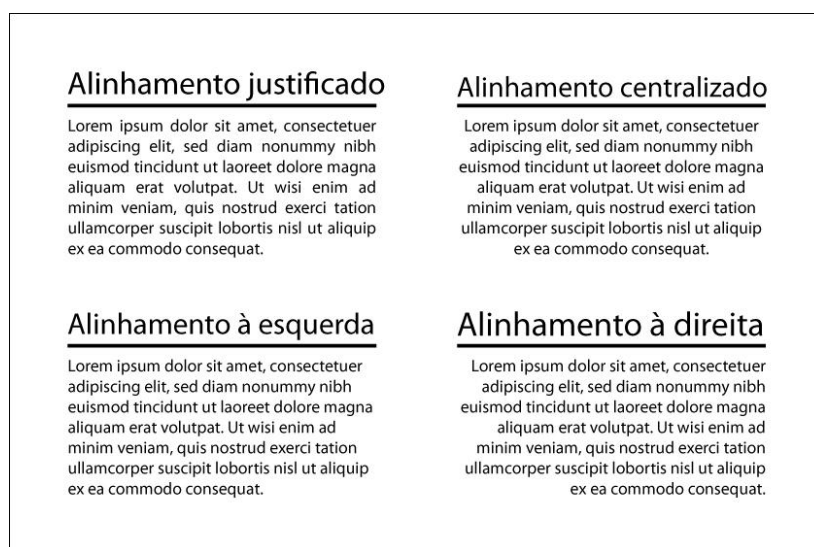 Alinhamento justificado
Lorem ipsum dolor sit amet, consectetuer
adipiscing elit, sed diam nonummy nibh
euismod tincidunt ut laoreet dolore magna
aliquam erat volutpat. Ut wisi enim ad
minim veniam, quis nostrud exerci tation
ullamcorper suscipit lobortis nisl ut aliquip
ex ea commodo consequat.
Alinhamento centralizado
Lorem ipsum dolor sit amet, consectetuer
adipiscing elit, sed diam nonummy nibh
euismod tincidunt ut laoreet dolore magna
aliquam erat volutpat. Ut wisi enim ad
minim veniam, quis nostrud exerci tation
ullamcorper suscipit lobortis nisl ut aliquip
ex ea commodo consequat.
Alinhamento à esquerda
Lorem ipsum dolor sit amet, consectetuer
adipiscing elit, sed diam nonummy nibh
euismod tincidunt ut laoreet dolore magna
aliquam erat volutpat. Ut wisi enim ad
minim veniam, quis nostrud exerci tation
ullamcorper suscipit lobortis nisl ut aliquip
ex ea commodo consequat.
Alinhamento à direita
Lorem ipsum dolor sit amet, consectetuer
adipiscing elit, sed diam nonummy nibh
euismod tincidunt ut laoreet dolore magna
aliquam erat volutpat. Ut wisi enim ad
minim veniam, quis nostrud exerci tation
ullamcorper suscipit lobortis nisl ut aliquip
ex ea commodo consequat.